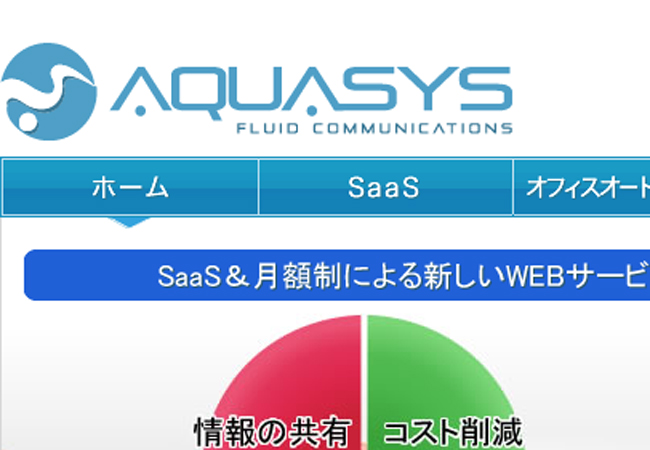 AQUASYS
FLUID COMMUNICATIONS
ホーム SaaS オフィスオート
SaaS＆月額制による新しいWEBサービ
情報の共有 コスト削減